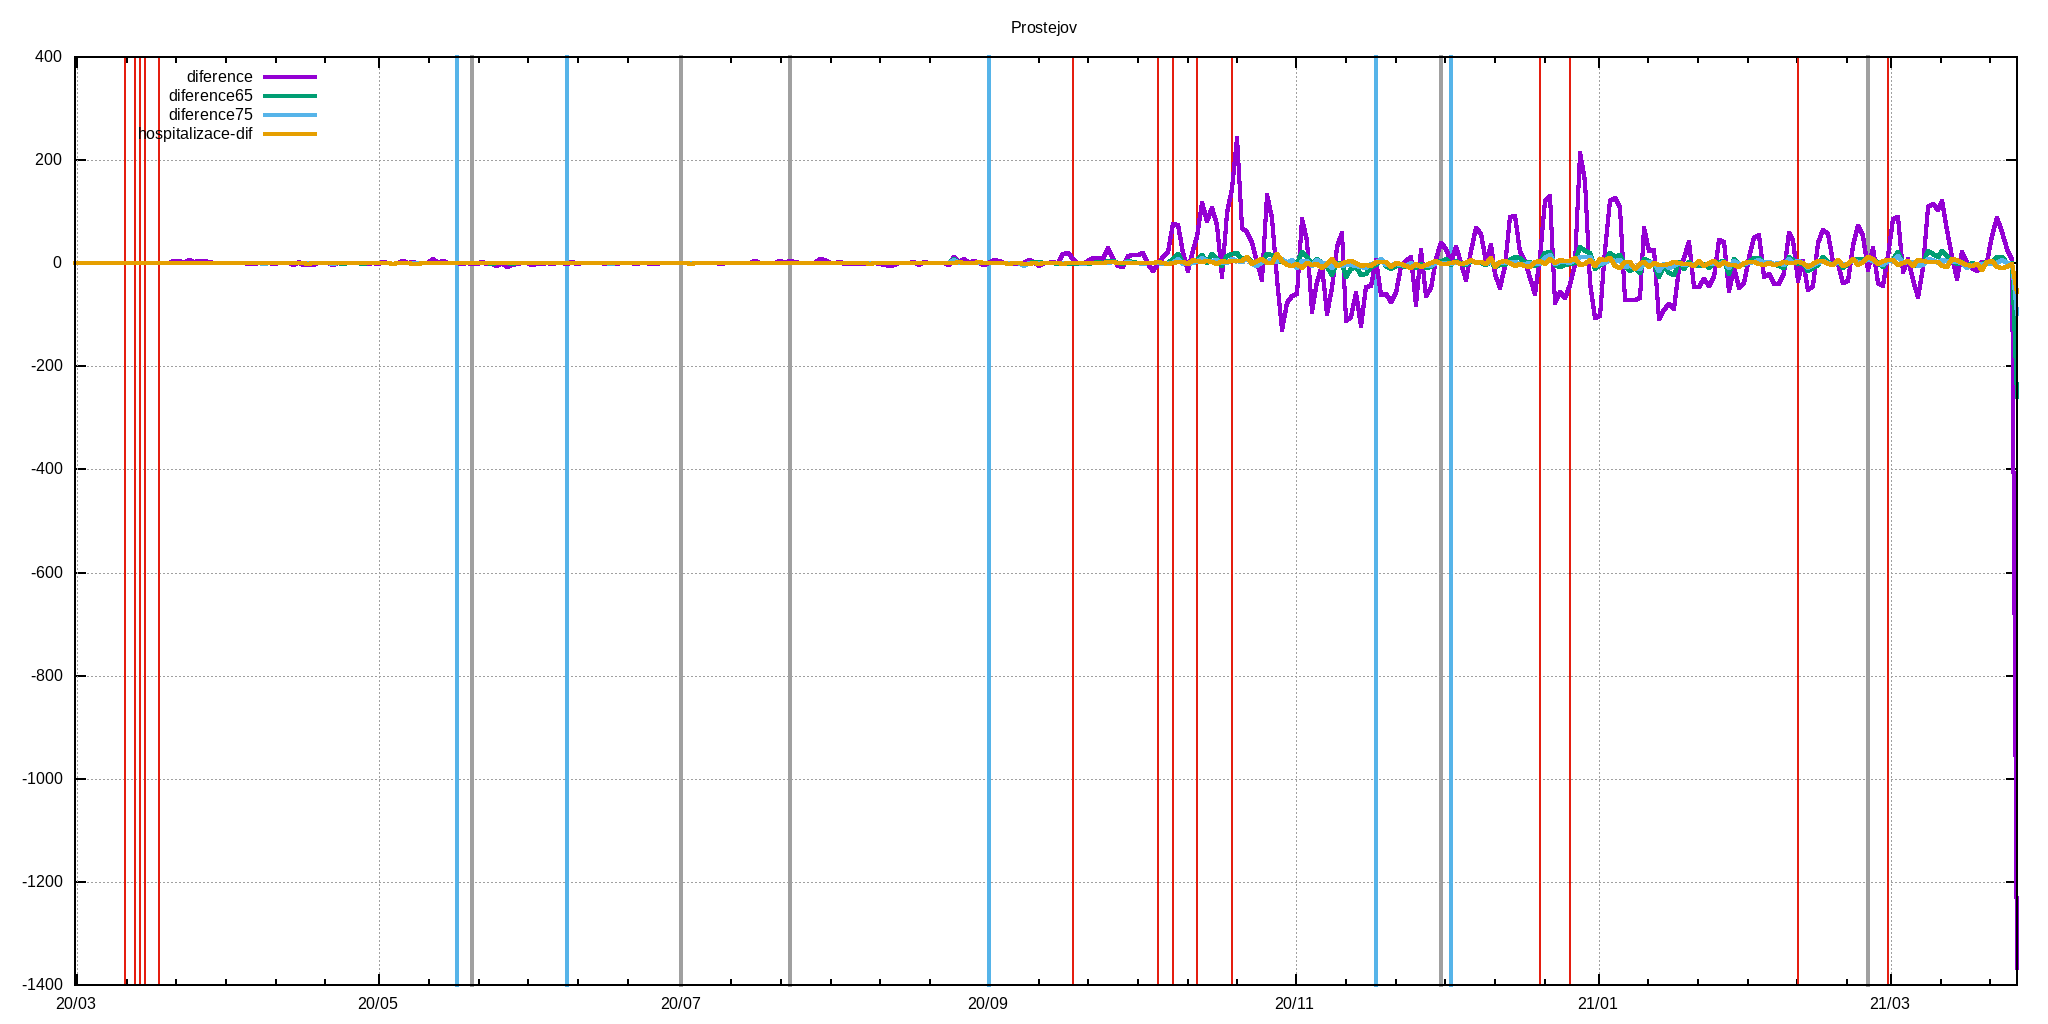 Prostejov
400
diference
diference65
diference75
hospitalizace-dif
200
0
-200
-400
-600
-800
-1000
-1200
-1400
20/03 20/05 20/07 20/09 20/11 21/01 21/03